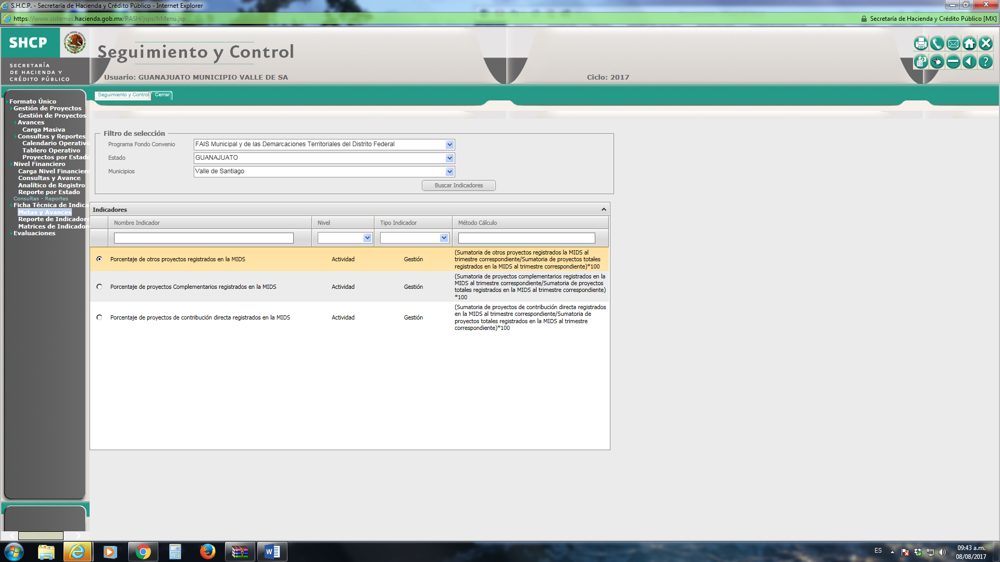 S.H.C.P. - Secretaría de Hacienda y Crédito Público - Internet Explorer
https://www.sistemas.hacienda.gob.mx/PASH/jsps/frMenu.jsp
Secretaría de Hacienda y Crédito Público [MX]
SHCP
SECRETARÍA
DE HACIENDA Y
CRÉDITO PÚBLICO
Seguimiento y Control
Usuario: GUANAJUATO MUNICIPIO VALLE DE SA
Ciclo: 2017
Seguimiento y Control
Cerrar
Formato Único
Gestión de Proyectos
Gestión de Proyectos
Avances
Carga Masiva
Consultas y Reportes
Calendario Operativo
Tablero Operativo
Proyectos por Estado
Nivel Financiero
Carga Nivel Financiero
Consultas y Avance
Analítico de Registro
Reporte por Estado
Consultas - Reportes
Ficha Técnica de Indica
Metas y Avances
Reporte de Indicadore
Matrices de Indicador
Evaluaciones
Filtro de selección
Programa Fondo Convenio
FAIS Municipal y de las Demarcaciones Territoriales del Distrito Federal
Estado
GUANAJUATO
Municipios
Valle de Santiago
Buscar Indicadores
Indicadores
Nombre Indicador
Nivel
Tipo Indicador
Método Cálculo
Porcentaje de otros proyectos registrados en la MIDS
Actividad
Gestión
(Sumatoria de otros proyectos registrados la MIDS al
trimestre correspondiente/Sumatoria de proyectos totales
registrados en la MIDS al trimestre correspondiente)*100
Porcentaje de proyectos Complementarios registrados en la MIDS
Actividad
Gestión
(Sumatoria de proyectos complementarios registrados en la
MIDS al trimestre correspondiente/Sumatoria de proyectos
totales registrados en la MIDS al trimestre correspondiente)
*100
Porcentaje de proyectos de contribución directa registrados en la MIDS
Actividad
Gestión
(Sumatoria de proyectos de contribución directa registrados
en la MIDS al trimestre correspondiente/Sumatoria de
proyectos totales registrados en la MIDS al trimestre
correspondiente)*100
ES
09:43 a.m.
08/08/2017